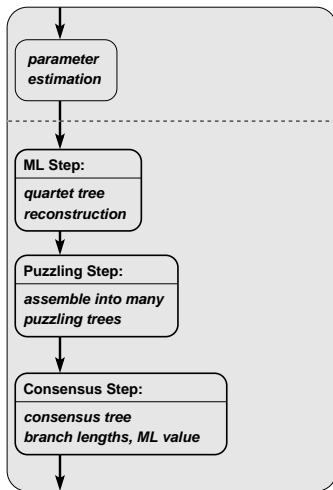 parameter
estimation
ML Step:
quartet tree
reconstruction
Puzzling Step:
assemble into many
puzzling trees
Consensus Step:
consensus tree
branch lengths, ML value